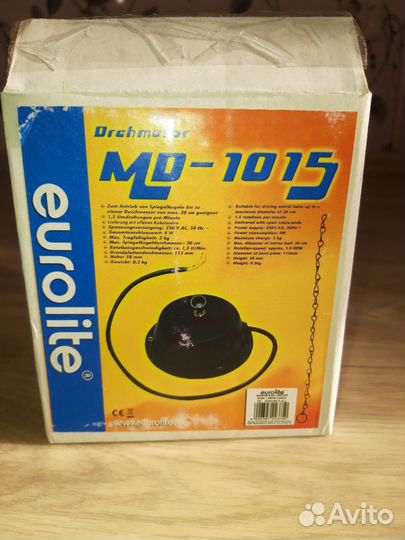 eurolite®
Drehmotor
MD-1015
Zum Antrieb von Spiegelkugeln bis zu
einem Durchmesser von max. 30 cm geeignet
1,5 Umdrehungen pro Minute
Lieferung mit offenen Kabelenden
Spannungsversorgung: 230 V AC, 50 Hz ~
Gesamtanschlusswert: 4 W
Max. Tragfähigkeit: 3 kg
Max. Spiegelkugeldurchmesser: 30 cm
Rotationsgeschwindigkeit: ca. 1,5 U/Min.
Grundplattendurchmesser: 113 mm
Höhe: 58 mm
Gewicht: 0,3 kg
Suitable for driving mirror balls up to a
maximum diameter of 30 cm
1.5 rotations per minute
Delivered with open cable-ends
Power supply: 230V AC, 50Hz ~
Power consumption: 4W
Maximum charge: 3 kg
Max. diameter of mirror ball: 30 cm
Rotation-speed: approx. 1.5 RPM
Diameter of base plate: 113mm
Height: 58 mm
Weight: 0.3kg
CE
eurolite®
www.eurolite
Avito